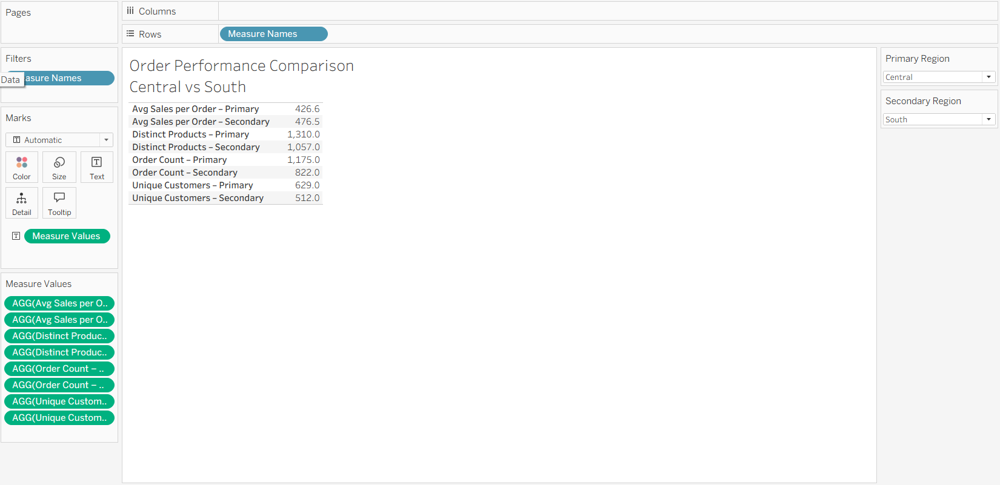 Pages
Columns
Rows
Measure Names
Filters
Data
asure Names
Marks
Automatic
Color
Size
Text
Detail
Tooltip
Measure Values
Measure Values
AGG(Avg Sales per O..
AGG(Avg Sales per O..
AGG(Distinct Produc..
AGG(Distinct Produc..
AGG(Order Count – ..
AGG(Order Count – ..
AGG(Unique Custom..
AGG(Unique Custom..
Order Performance Comparison
Central vs South
Avg Sales per Order – Primary 426.6
Avg Sales per Order – Secondary 476.5
Distinct Products – Primary 1,310.0
Distinct Products – Secondary 1,057.0
Order Count – Primary 1,175.0
Order Count – Secondary 822.0
Unique Customers – Primary 629.0
Unique Customers – Secondary 512.0
Primary Region
Central
Secondary Region
South